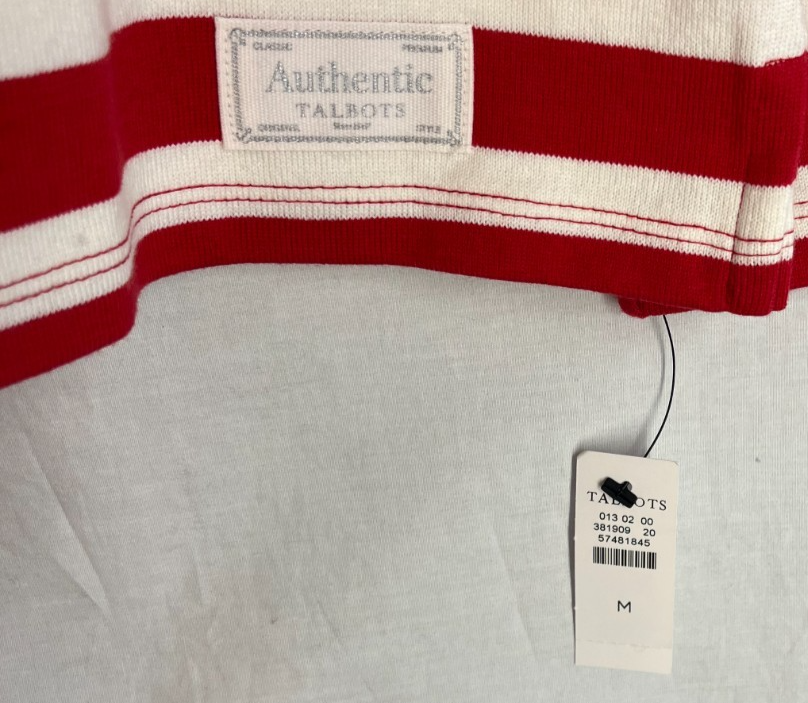 CLASSIC PREMIUM
Authentic
TALBOTS
ORIGINAL STYLE
TALBOTS
013 02 00
381909 20
57481845
M